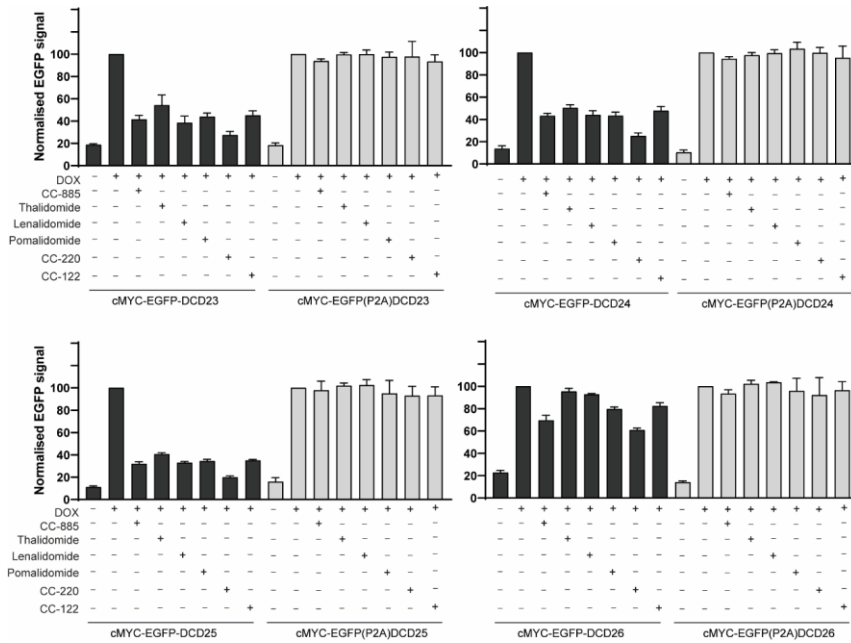 Normalised EGFP signal
100
80
60
40
20
0
DOX – + + + + + + + – + + + + + + +
CC-885 – – + – – – – – – – + – – – – –
Thalidomide – – – + – – – – – – – + – – – –
Lenalidomide – – – – + – – – – – – – + – – –
Pomalidomide – – – – – + – – – – – – – + – –
CC-220 – – – – – – + – – – – – – – + –
CC-122 – – – – – – – + – – – – – – – +
cMYC-EGFP-DCD23 cMYC-EGFP(P2A)DCD23
100
80
60
40
20
0
– + + + + + + + – + + + + + + +
– – + – – – – – – – + – – – – –
– – – + – – – – – – – + – – – –
– – – – + – – – – – – – + – – –
– – – – – + – – – – – – – + – –
– – – – – – + – – – – – – – + –
– – – – – – – + – – – – – – – +
cMYC-EGFP-DCD24 cMYC-EGFP(P2A)DCD24
Normalised EGFP signal
100
80
60
40
20
0
DOX – + + + + + + + – + + + + + + +
CC-885 – – + – – – – – – – + – – – – –
Thalidomide – – – + – – – – – – – + – – – –
Lenalidomide – – – – + – – – – – – – + – – –
Pomalidomide – – – – – + – – – – – – – + – –
CC-220 – – – – – – + – – – – – – – + –
CC-122 – – – – – – – + – – – – – – – +
cMYC-EGFP-DCD25 cMYC-EGFP(P2A)DCD25
100
80
60
40
20
0
– + + + + + + + – + + + + + + +
– – + – – – – – – – + – – – – –
– – – + – – – – – – – + – – – –
– – – – + – – – – – – – + – – –
– – – – – + – – – – – – – + – –
– – – – – – + – – – – – – – + –
– – – – – – – + – – – – – – – +
cMYC-EGFP-DCD26 cMYC-EGFP(P2A)DCD26